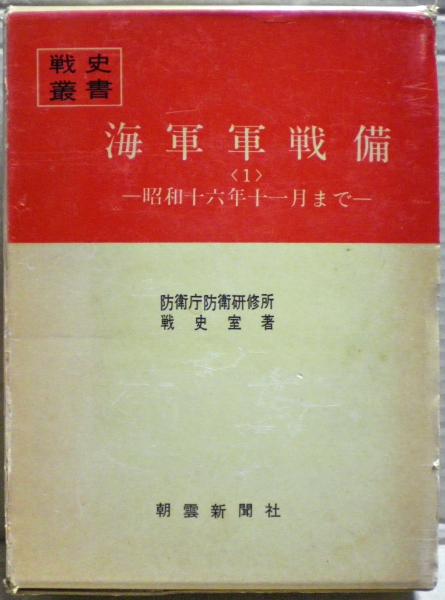 戦史
叢書
海軍軍戦備
〈1〉
―昭和十六年十一月まで―
防衛庁防衛研修所
戦史室著
朝雲新聞社